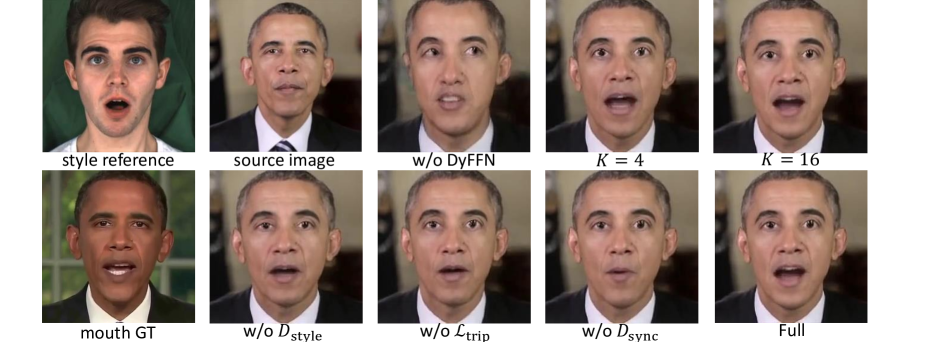 style reference
source image
w/o DyFFN
K = 4
K = 16
mouth GT
w/o D_style
w/o ℒ_trip
w/o D_sync
Full